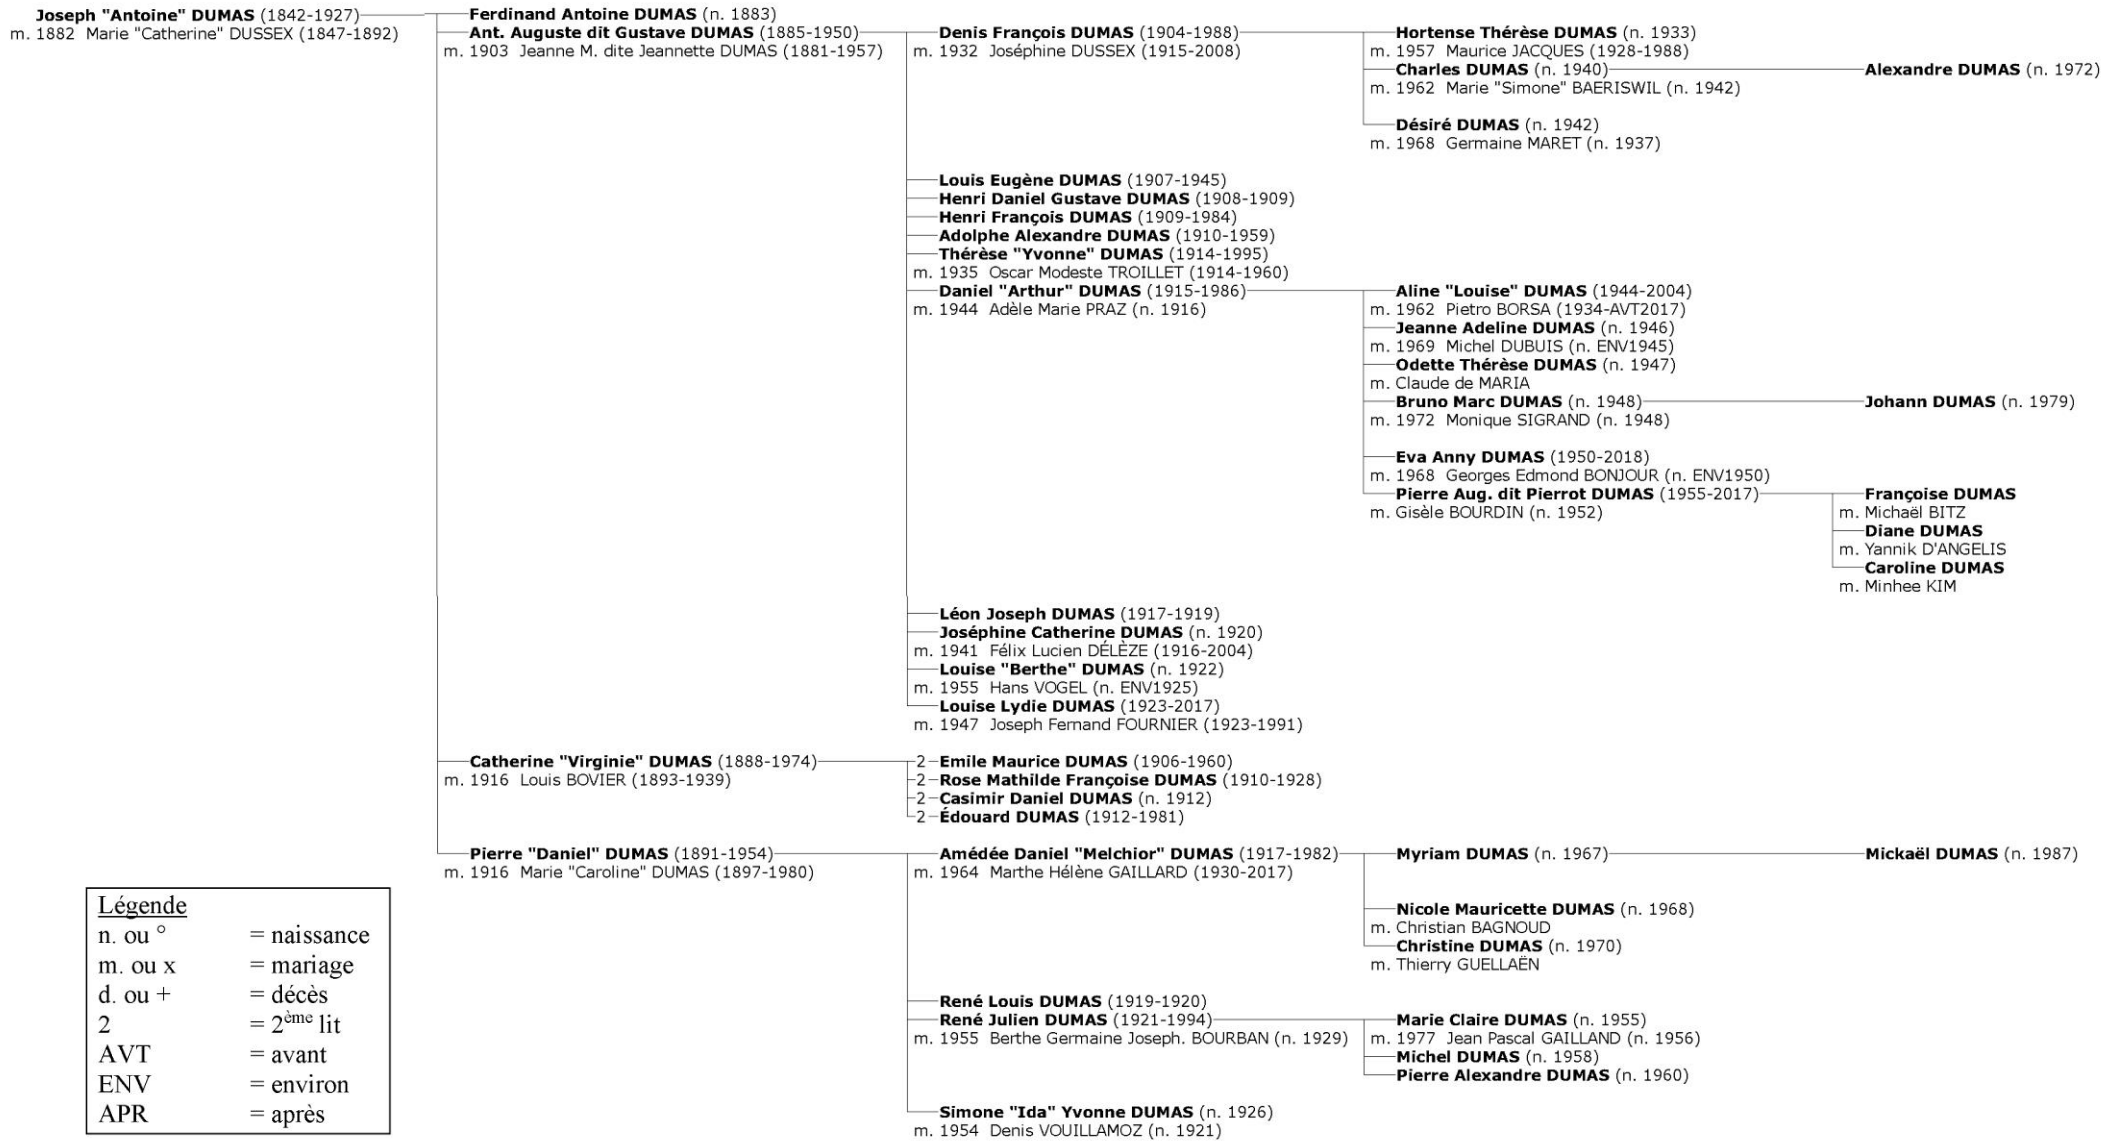 Joseph "Antoine" DUMAS (1842-1927)
m. 1882 Marie "Catherine" DUSSEX (1847-1892)
Ferdinand Antoine DUMAS (n. 1883)
Ant. Auguste dit Gustave DUMAS (1885-1950)
m. 1903 Jeanne M. dite Jeannette DUMAS (1881-1957)
Denis François DUMAS (1904-1988)
m. 1932 Joséphine DUSSEX (1915-2008)
Hortense Thérèse DUMAS (n. 1933)
m. 1957 Maurice JACQUES (1928-1988)
Charles DUMAS (n. 1940)
m. 1962 Marie "Simone" BAERISWIL (n. 1942)
Alexandre DUMAS (n. 1972)
Désiré DUMAS (n. 1942)
m. 1968 Germaine MARET (n. 1937)
Louis Eugène DUMAS (1907-1945)
Henri Daniel Gustave DUMAS (1908-1909)
Henri François DUMAS (1909-1984)
Adolphe Alexandre DUMAS (1910-1959)
Thérèse "Yvonne" DUMAS (1914-1995)
m. 1935 Oscar Modeste TROILLET (1914-1960)
Daniel "Arthur" DUMAS (1915-1986)
m. 1944 Adèle Marie PRAZ (n. 1916)
Aline "Louise" DUMAS (1944-2004)
m. 1962 Pietro BORSA (1934-AVT2017)
Jeanne Adeline DUMAS (n. 1946)
m. 1969 Michel DUBUIS (n. ENV1945)
Odette Thérèse DUMAS (n. 1947)
m. Claude de MARIA
Bruno Marc DUMAS (n. 1948)
m. 1972 Monique SIGRAND (n. 1948)
Johann DUMAS (n. 1979)
Eva Anny DUMAS (1950-2018)
m. 1968 Georges Edmond BONJOUR (n. ENV1950)
Pierre Aug. dit Pierrot DUMAS (1955-2017)
m. Gisèle BOURDIN (n. 1952)
Françoise DUMAS
m. Michaël BITZ
Diane DUMAS
m. Yannik D'ANGELIS
Caroline DUMAS
m. Minhee KIM
Léon Joseph DUMAS (1917-1919)
Joséphine Catherine DUMAS (n. 1920)
m. 1941 Félix Lucien DÉLÈZE (1916-2004)
Louise "Berthe" DUMAS (n. 1922)
m. 1955 Hans VOGEL (n. ENV1925)
Louise Lydie DUMAS (1923-2017)
m. 1947 Joseph Fernand FOURNIER (1923-1991)
Catherine "Virginie" DUMAS (1888-1974)
m. 1916 Louis BOVIER (1893-1939)
2 Emile Maurice DUMAS (1906-1960)
2 Rose Mathilde Françoise DUMAS (1910-1928)
2 Casimir Daniel DUMAS (n. 1912)
2 Édouard DUMAS (1912-1981)
Pierre "Daniel" DUMAS (1891-1954)
m. 1916 Marie "Caroline" DUMAS (1897-1980)
Amédée Daniel "Melchior" DUMAS (1917-1982)
m. 1964 Marthe Hélène GAILLARD (1930-2017)
Myriam DUMAS (n. 1967)
Mickaël DUMAS (n. 1987)
Nicole Mauricette DUMAS (n. 1968)
m. Christian BAGNOUD
Christine DUMAS (n. 1970)
m. Thierry GUELLAËN
René Louis DUMAS (1919-1920)
René Julien DUMAS (1921-1994)
m. 1955 Berthe Germaine Joseph. BOURBAN (n. 1929)
Marie Claire DUMAS (n. 1955)
m. 1977 Jean Pascal GAILLAND (n. 1956)
Michel DUMAS (n. 1958)
Pierre Alexandre DUMAS (n. 1960)
Simone "Ida" Yvonne DUMAS (n. 1926)
m. 1954 Denis VOUILLAMOZ (n. 1921)
Légende
n. ou ° = naissance
m. ou x = mariage
d. ou + = décès
2 = 2ème lit
AVT = avant
ENV = environ
APR = après